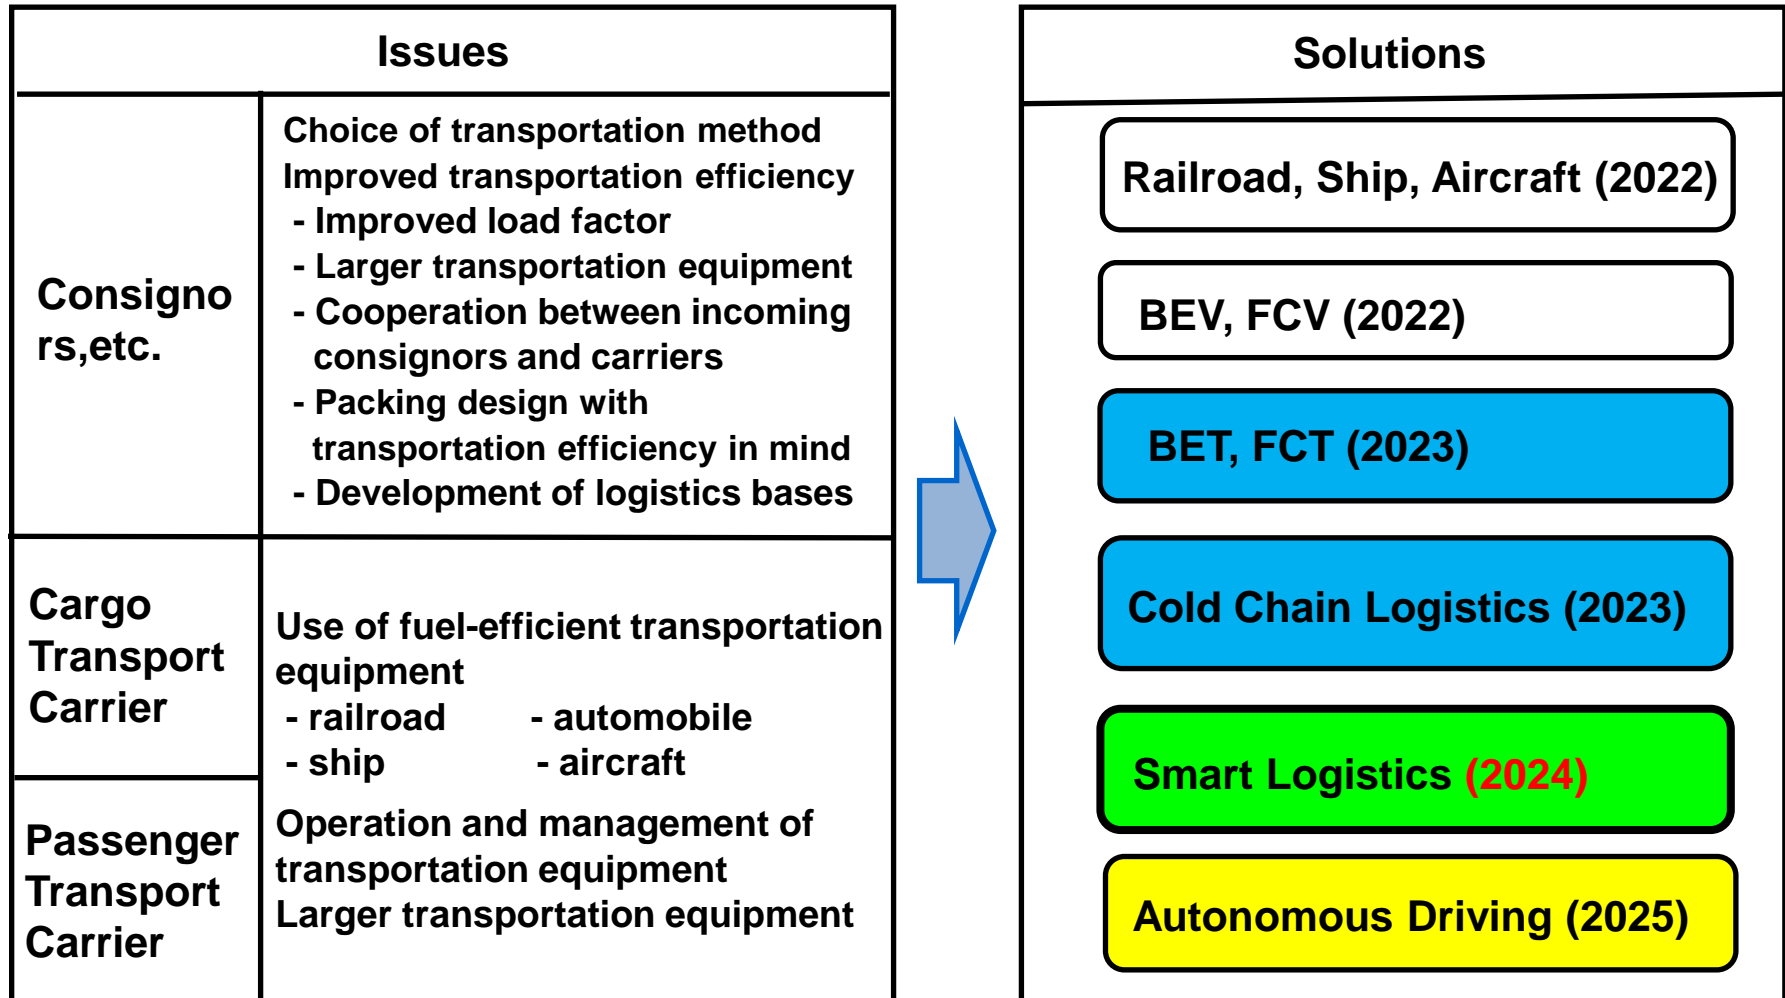 Issues
Consigno
rs,etc.
Choice of transportation method
Improved transportation efficiency
- Improved load factor
- Larger transportation equipment
- Cooperation between incoming
consignors and carriers
- Packing design with
transportation efficiency in mind
- Development of logistics bases
Cargo
Transport
Carrier
Passenger
Transport
Carrier
Use of fuel-efficient transportation
equipment
- railroad - automobile
- ship - aircraft
Operation and management of
transportation equipment
Larger transportation equipment
Solutions
Railroad, Ship, Aircraft (2022)
BEV, FCV (2022)
BET, FCT (2023)
Cold Chain Logistics (2023)
Smart Logistics (2024)
Autonomous Driving (2025)